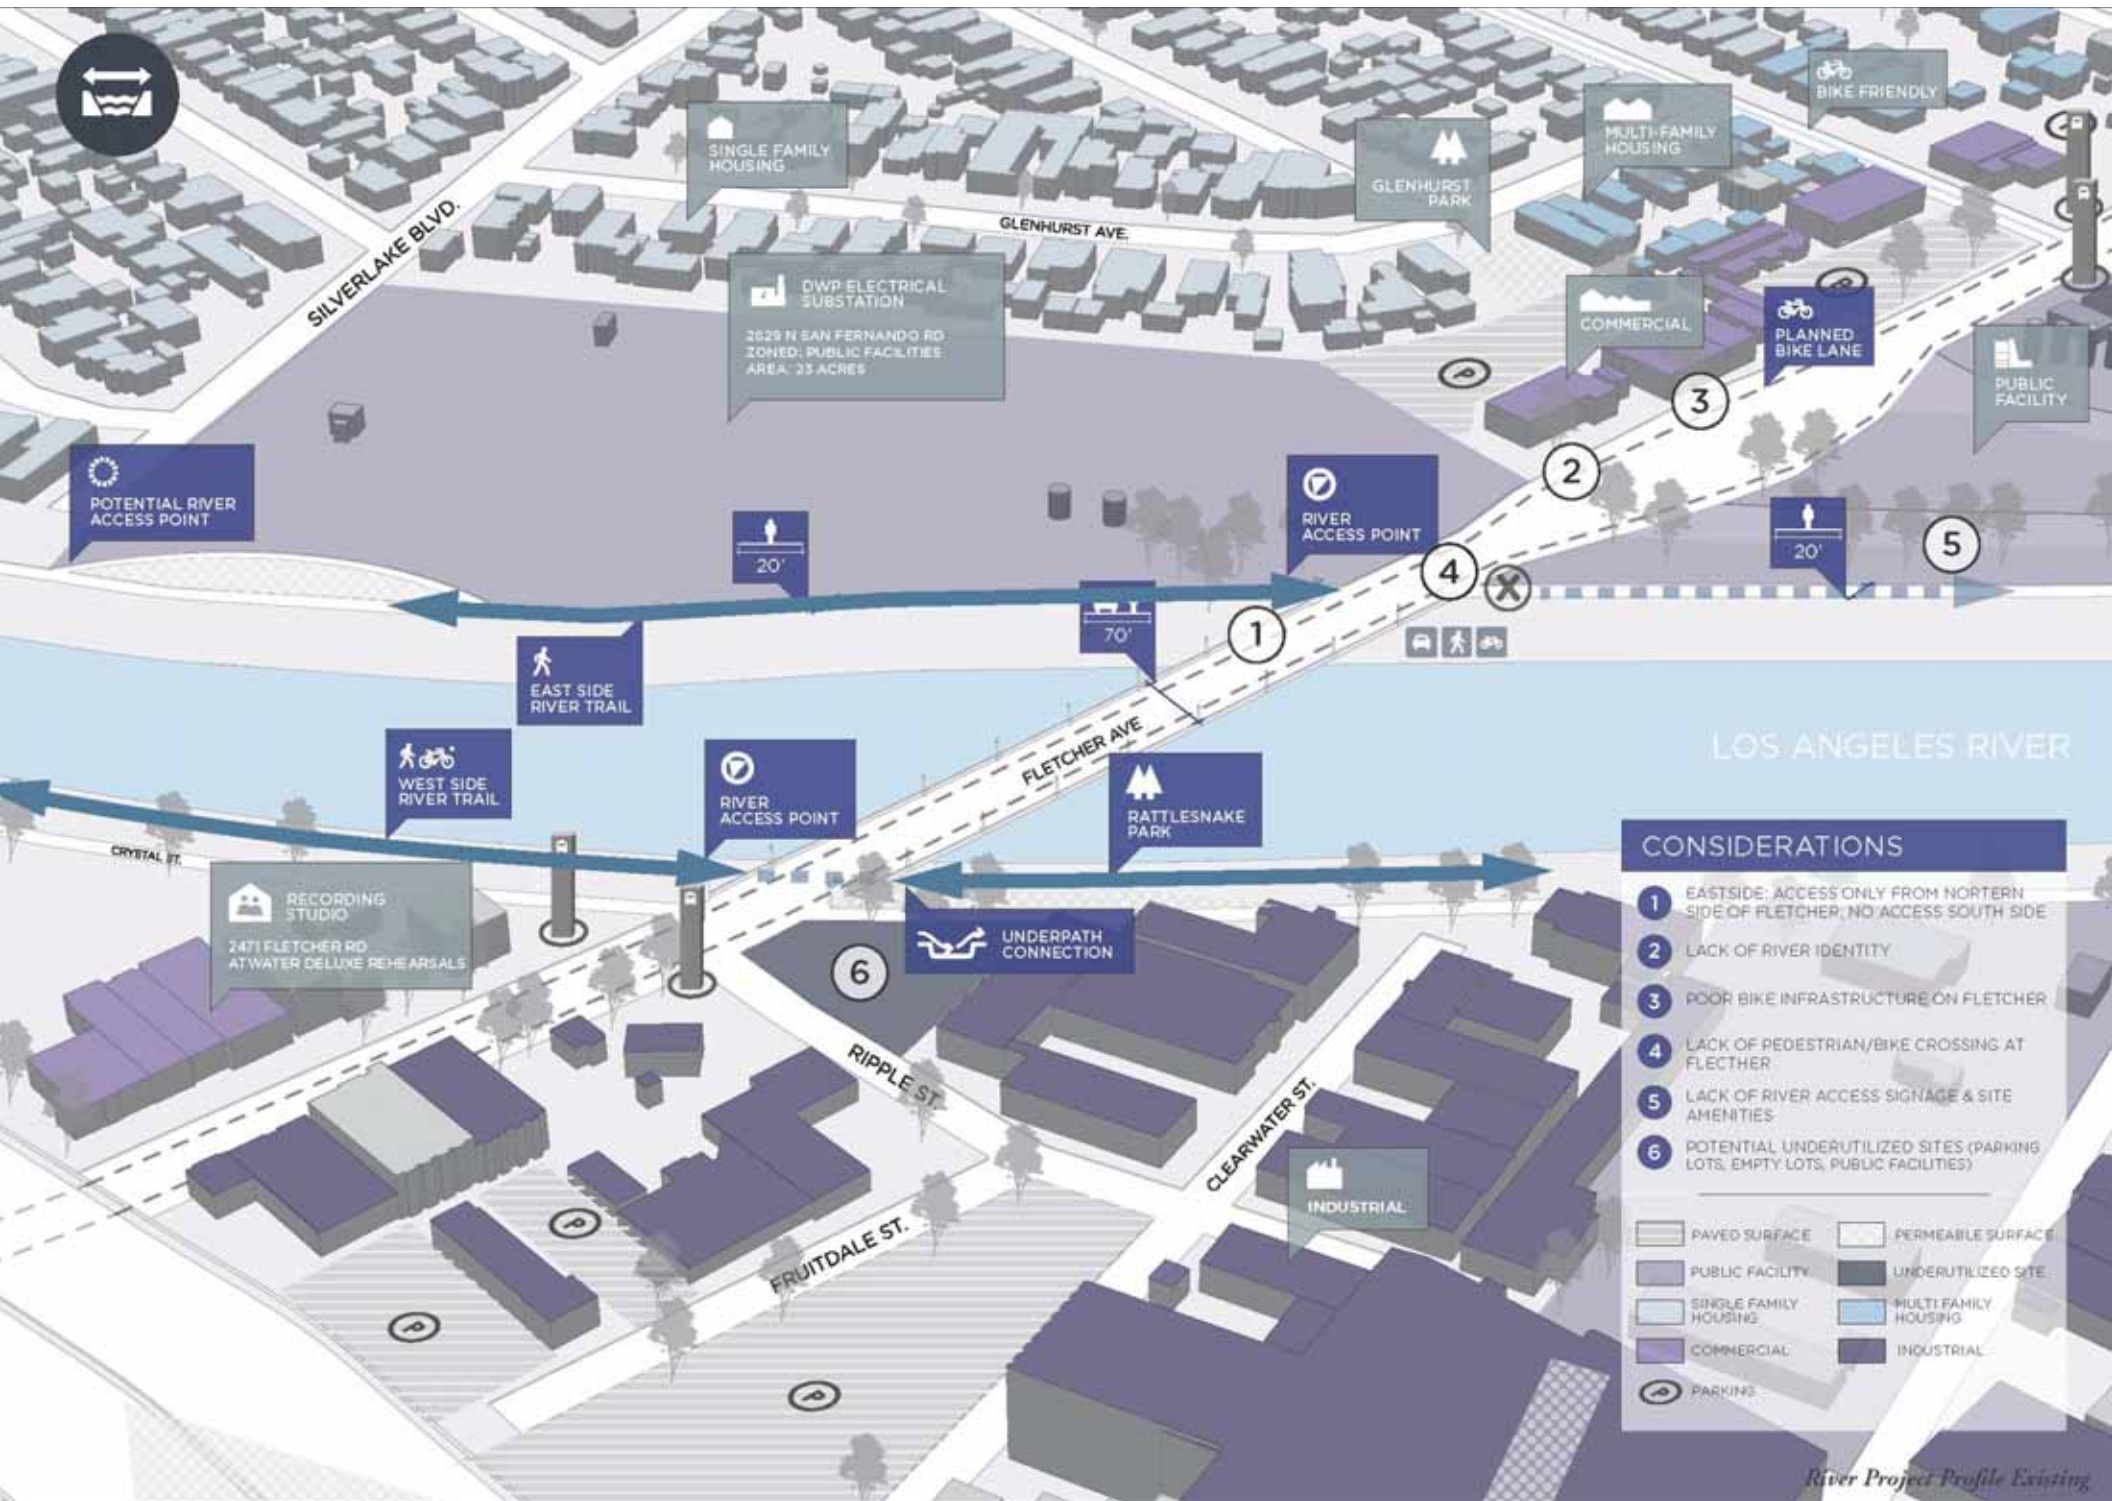 BIKE FRIENDLY
MULTI-FAMILY
HOUSING
SINGLE FAMILY
HOUSING
GLENHURST
PARK
GLENHURST AVE.
SILVERLAKE BLVD.
DWP ELECTRICAL
SUBSTATION
2629 N SAN FERNANDO RD
ZONED: PUBLIC FACILITIES
AREA: 23 ACRES
COMMERCIAL
PLANNED
BIKE LANE
PUBLIC
FACILITY
P
P
3
2
POTENTIAL RIVER
ACCESS POINT
RIVER
ACCESS POINT
20'
20'
5
4
X
1
70'
EAST SIDE
RIVER TRAIL
FLETCHER AVE
LOS ANGELES RIVER
WEST SIDE
RIVER TRAIL
RIVER
ACCESS POINT
RATTLESNAKE
PARK
CRYSTAL ST.
RECORDING
STUDIO
2471 FLETCHER RD
ATWATER DELUXE REHEARSALS
UNDERPATH
CONNECTION
6
RIPPLE ST.
CLEARWATER ST.
INDUSTRIAL
FRUITDALE ST.
P
P
P
CONSIDERATIONS
1 EASTSIDE: ACCESS ONLY FROM NORTERN
SIDE OF FLETCHER; NO ACCESS SOUTH SIDE
2 LACK OF RIVER IDENTITY
3 POOR BIKE INFRASTRUCTURE ON FLETCHER
4 LACK OF PEDESTRIAN/BIKE CROSSING AT
FLECTHER
5 LACK OF RIVER ACCESS SIGNAGE & SITE
AMENITIES
6 POTENTIAL UNDERUTILIZED SITES (PARKING
LOTS, EMPTY LOTS, PUBLIC FACILITIES)
PAVED SURFACE
PERMEABLE SURFACE
PUBLIC FACILITY
UNDERUTILIZED SITE
SINGLE FAMILY
HOUSING
MULTI FAMILY
HOUSING
COMMERCIAL
INDUSTRIAL
P PARKING
River Project Profile Existing